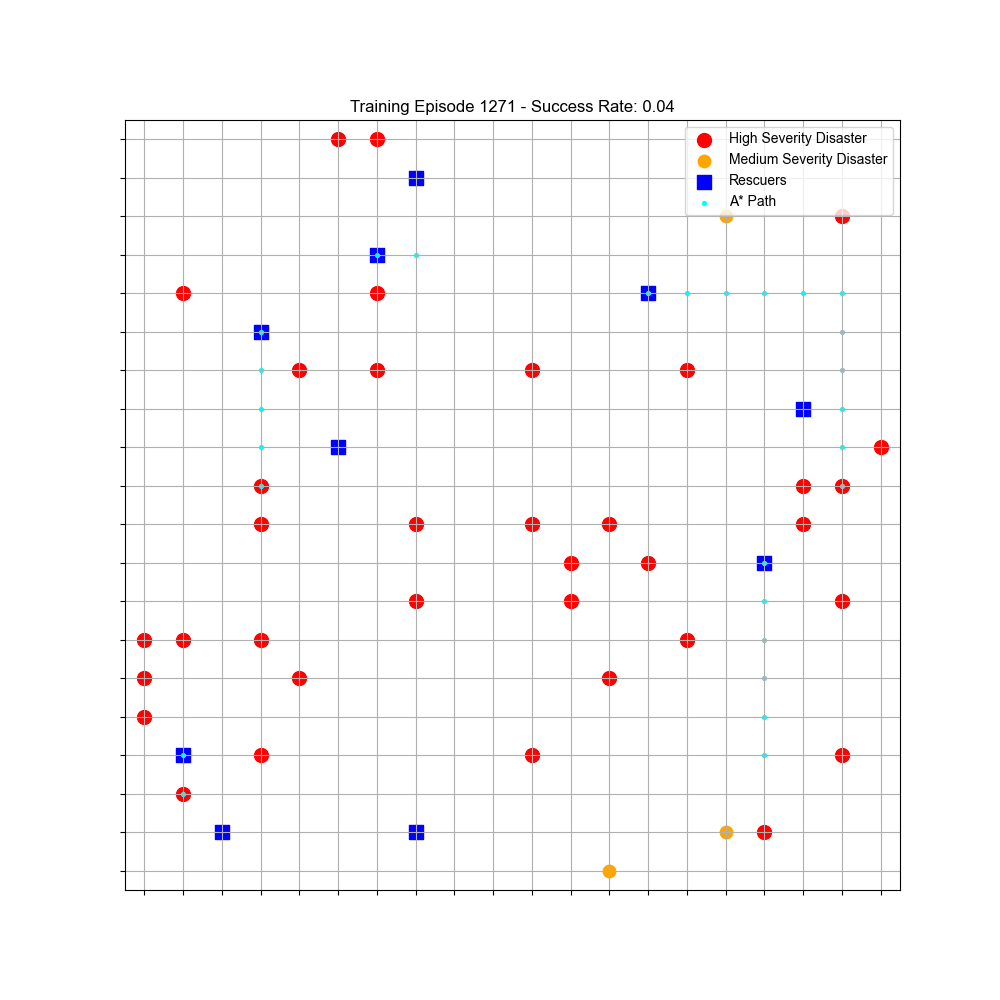 Training Episode 1271 - Success Rate: 0.04
High Severity Disaster
Medium Severity Disaster
Rescuers
A* Path